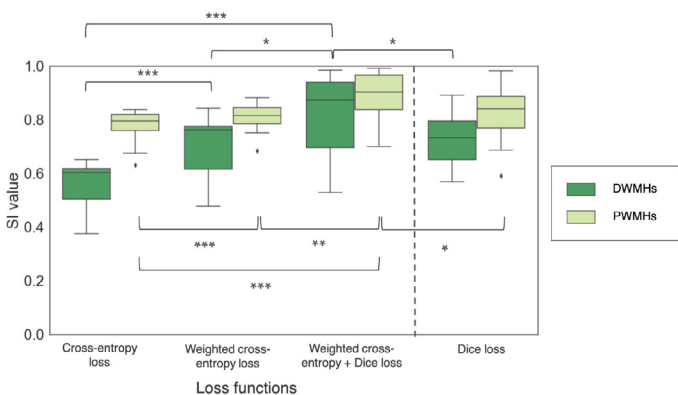 ***
*
*
***
1.0
0.8
0.6
0.4
0.2
0.0
SI value
***
**
*
***
DWMHs
PWMHs
Cross-entropy
loss
Weighted cross-
entropy loss
Weighted cross-
entropy + Dice loss
Dice loss
Loss functions